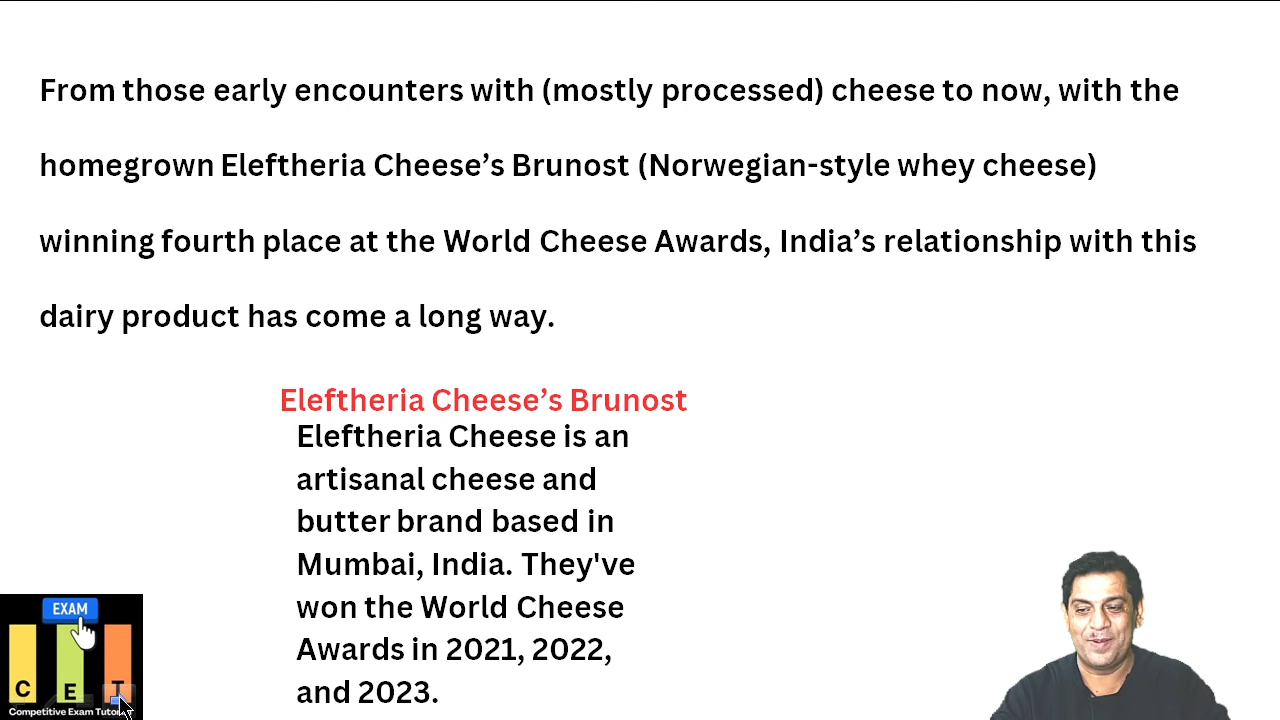 From those early encounters with (mostly processed) cheese to now, with the
homegrown Eleftheria Cheese’s Brunost (Norwegian-style whey cheese)
winning fourth place at the World Cheese Awards, India’s relationship with this
dairy product has come a long way.
Eleftheria Cheese’s Brunost
Eleftheria Cheese is an
artisanal cheese and
butter brand based in
Mumbai, India. They've
won the World Cheese
Awards in 2021, 2022,
and 2023.
EXAM
C E T
Competitive Exam Tutor